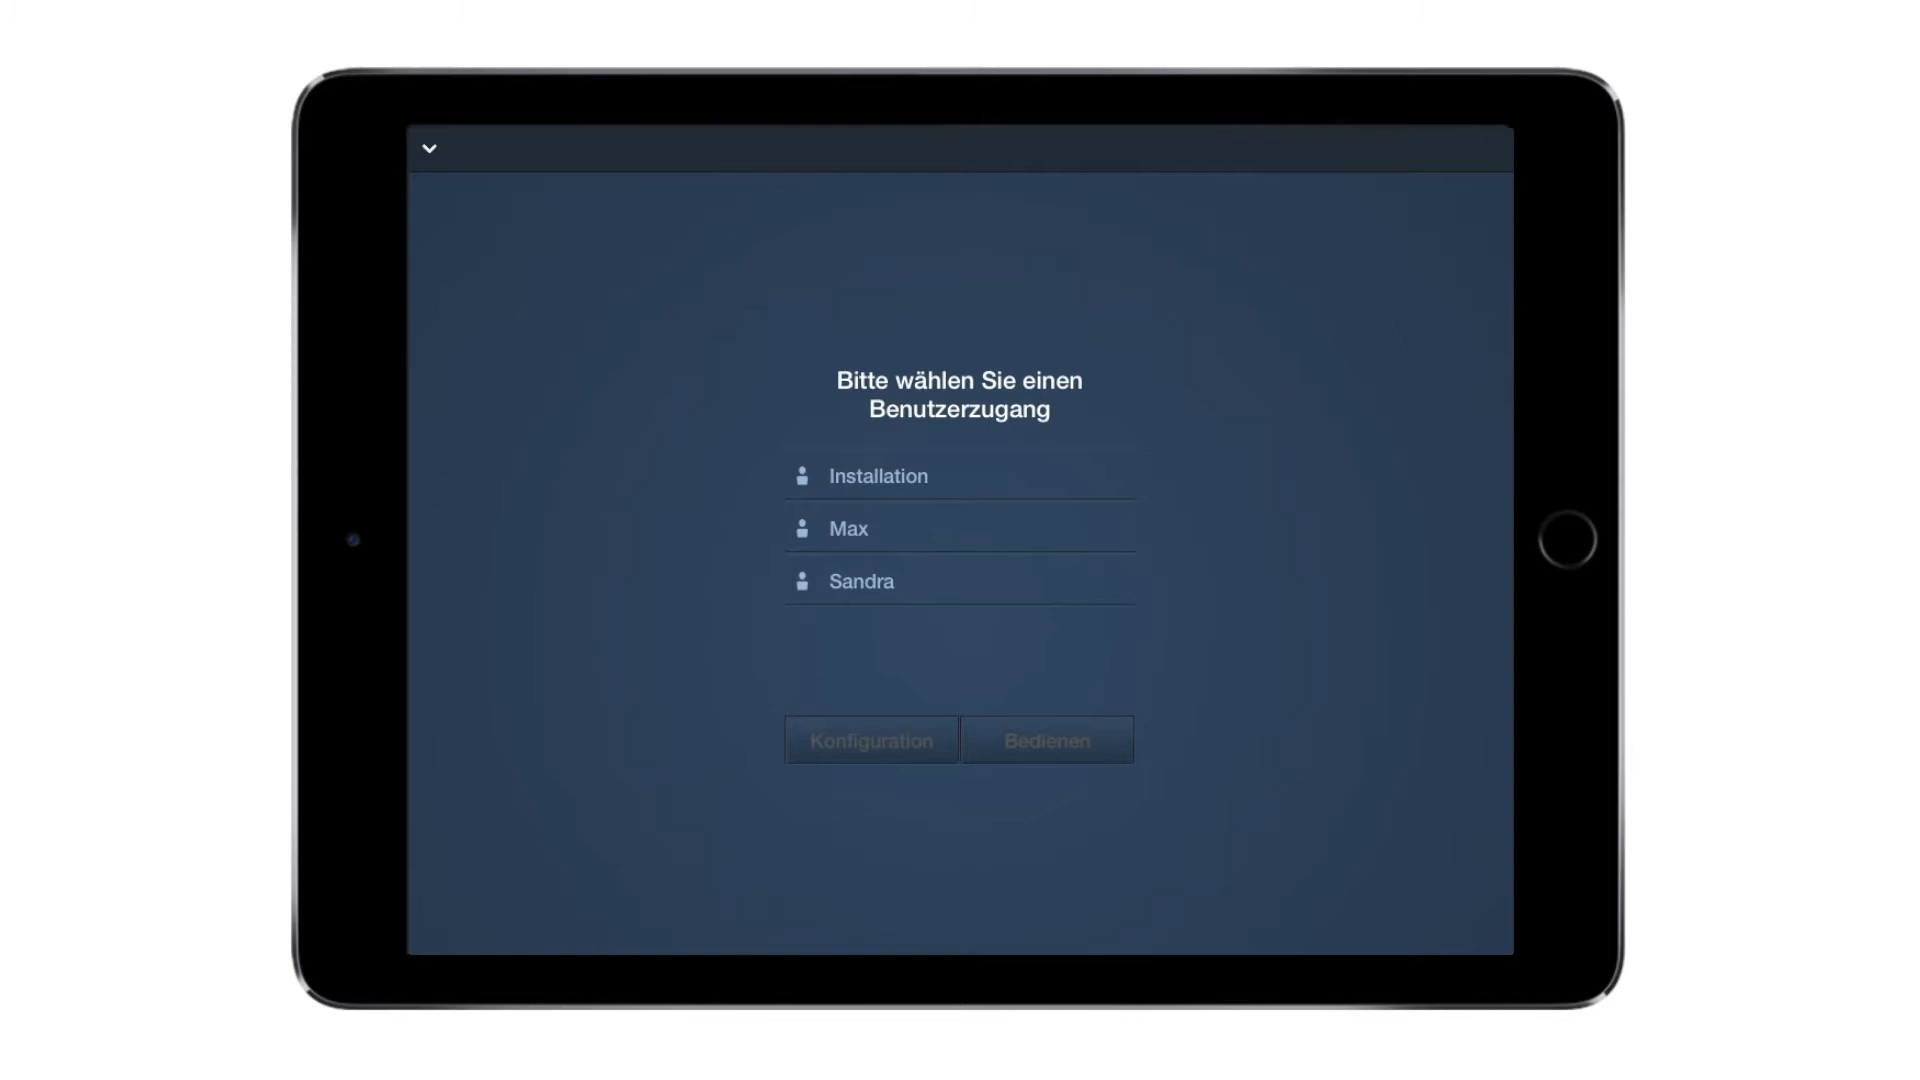 Bitte wählen Sie einen
Benutzerzugang
Installation
Max
Sandra
Konfiguration
Bedienen